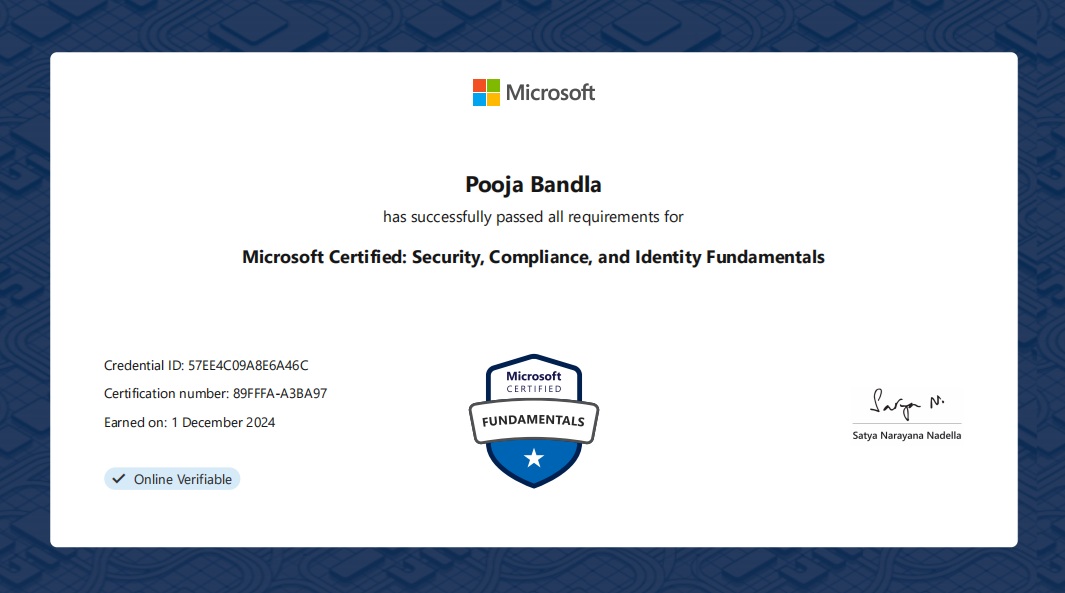 Microsoft
Pooja Bandla
has successfully passed all requirements for
Microsoft Certified: Security, Compliance, and Identity Fundamentals
Credential ID: 57EE4C09A8E6A46C
Certification number: 89FFFA-A3BA97
Earned on: 1 December 2024
Online Verifiable
Microsoft
CERTIFIED
FUNDAMENTALS
Satya N.
Satya Narayana Nadella